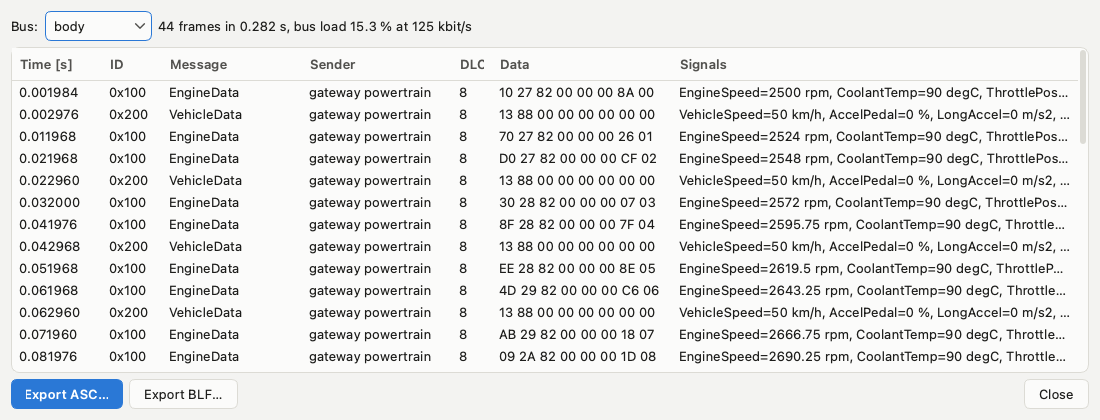 Bus: body 44 frames in 0.282 s, bus load 15.3 % at 125 kbit/s
Time [s] ID Message Sender DLC Data Signals
0.001984 0x100 EngineData gateway powertrain 8 10 27 82 00 00 00 8A 00 EngineSpeed=2500 rpm, CoolantTemp=90 degC, ThrottlePos...
0.002976 0x200 VehicleData gateway powertrain 8 13 88 00 00 00 00 00 00 VehicleSpeed=50 km/h, AccelPedal=0 %, LongAccel=0 m/s2, ...
0.011968 0x100 EngineData gateway powertrain 8 70 27 82 00 00 00 26 01 EngineSpeed=2524 rpm, CoolantTemp=90 degC, ThrottlePos...
0.021968 0x100 EngineData gateway powertrain 8 D0 27 82 00 00 00 CF 02 EngineSpeed=2548 rpm, CoolantTemp=90 degC, ThrottlePos...
0.022960 0x200 VehicleData gateway powertrain 8 13 88 00 00 00 00 00 00 VehicleSpeed=50 km/h, AccelPedal=0 %, LongAccel=0 m/s2, ...
0.032000 0x100 EngineData gateway powertrain 8 30 28 82 00 00 00 07 03 EngineSpeed=2572 rpm, CoolantTemp=90 degC, ThrottlePos...
0.041976 0x100 EngineData gateway powertrain 8 8F 28 82 00 00 00 7F 04 EngineSpeed=2595.75 rpm, CoolantTemp=90 degC, Throttle...
0.042968 0x200 VehicleData gateway powertrain 8 13 88 00 00 00 00 00 00 VehicleSpeed=50 km/h, AccelPedal=0 %, LongAccel=0 m/s2, ...
0.051968 0x100 EngineData gateway powertrain 8 EE 28 82 00 00 00 8E 05 EngineSpeed=2619.5 rpm, CoolantTemp=90 degC, ThrottleP...
0.061968 0x100 EngineData gateway powertrain 8 4D 29 82 00 00 00 C6 06 EngineSpeed=2643.25 rpm, CoolantTemp=90 degC, Throttle...
0.062960 0x200 VehicleData gateway powertrain 8 13 88 00 00 00 00 00 00 VehicleSpeed=50 km/h, AccelPedal=0 %, LongAccel=0 m/s2, ...
0.071960 0x100 EngineData gateway powertrain 8 AB 29 82 00 00 00 18 07 EngineSpeed=2666.75 rpm, CoolantTemp=90 degC, Throttle...
0.081976 0x100 EngineData gateway powertrain 8 09 2A 82 00 00 00 1D 08 EngineSpeed=2690.25 rpm, CoolantTemp=90 degC, Throttle...
Export ASC... Export BLF... Close